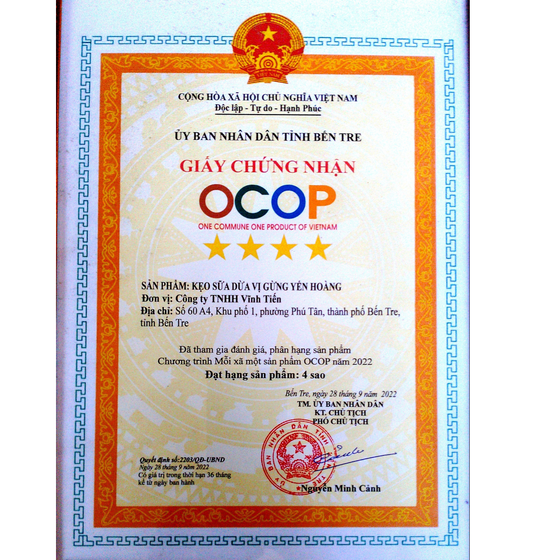 CỘNG HÒA XÃ HỘI CHỦ NGHĨA VIỆT NAM
Độc lập - Tự do - Hạnh Phúc
ỦY BAN NHÂN DÂN TỈNH BẾN TRE
GIẤY CHỨNG NHẬN
OCOP
ONE COMMUNE ONE PRODUCT OF VIETNAM
SẢN PHẨM: KẸO SỮA DỪA VỊ GỪNG YẾN HOÀNG
Đơn vị: Công ty TNHH Vĩnh Tiến
Địa chỉ: Số 60 A4, Khu phố 1, phường Phú Tân, thành phố Bến Tre,
tỉnh Bến Tre
Đã tham gia đánh giá, phân hạng sản phẩm
Chương trình Mỗi xã một sản phẩm OCOP năm 2022
Đạt hạng sản phẩm: 4 sao
Bến Tre, ngày 28 tháng 9 năm 2022
TM. ỦY BAN NHÂN DÂN
KT. CHỦ TỊCH
PHÓ CHỦ TỊCH
ỦY BAN NHÂN DÂN TỈNH
Nguyễn Minh Cảnh
Quyết định số:2203/QĐ-UBND
Ngày 28 tháng 9 năm 2022
Có giá trị trong thời hạn 36 tháng
kể từ ngày ban hành